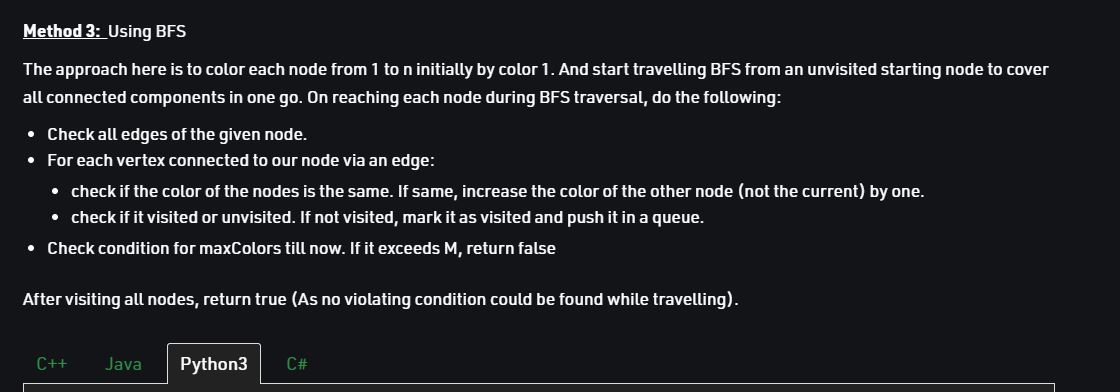 Method 3: Using BFS
The approach here is to color each node from 1 to n initially by color 1. And start travelling BFS from an unvisited starting node to cover
all connected components in one go. On reaching each node during BFS traversal, do the following:
• Check all edges of the given node.
• For each vertex connected to our node via an edge:
• check if the color of the nodes is the same. If same, increase the color of the other node (not the current) by one.
• check if it visited or unvisited. If not visited, mark it as visited and push it in a queue.
• Check condition for maxColors till now. If it exceeds M, return false
After visiting all nodes, return true (As no violating condition could be found while travelling).
C++ Java Python3 C#